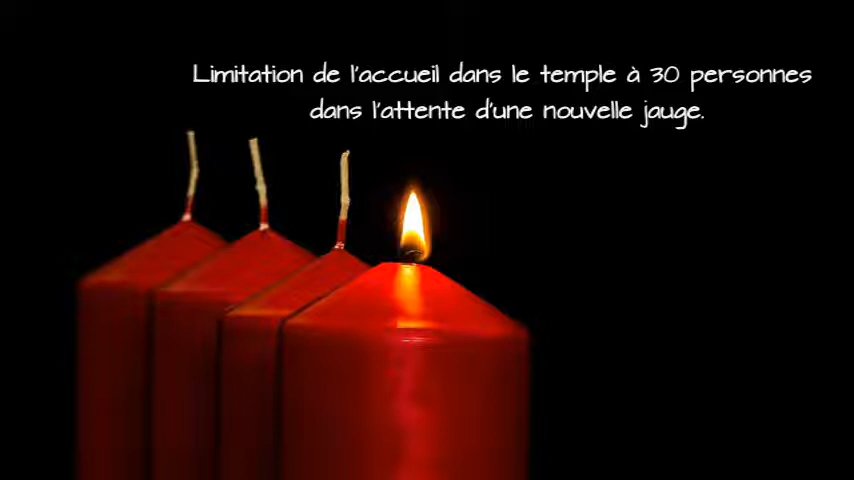 Limitation de l'accueil dans le temple à 30 personnes
dans l'attente d'une nouvelle jauge.